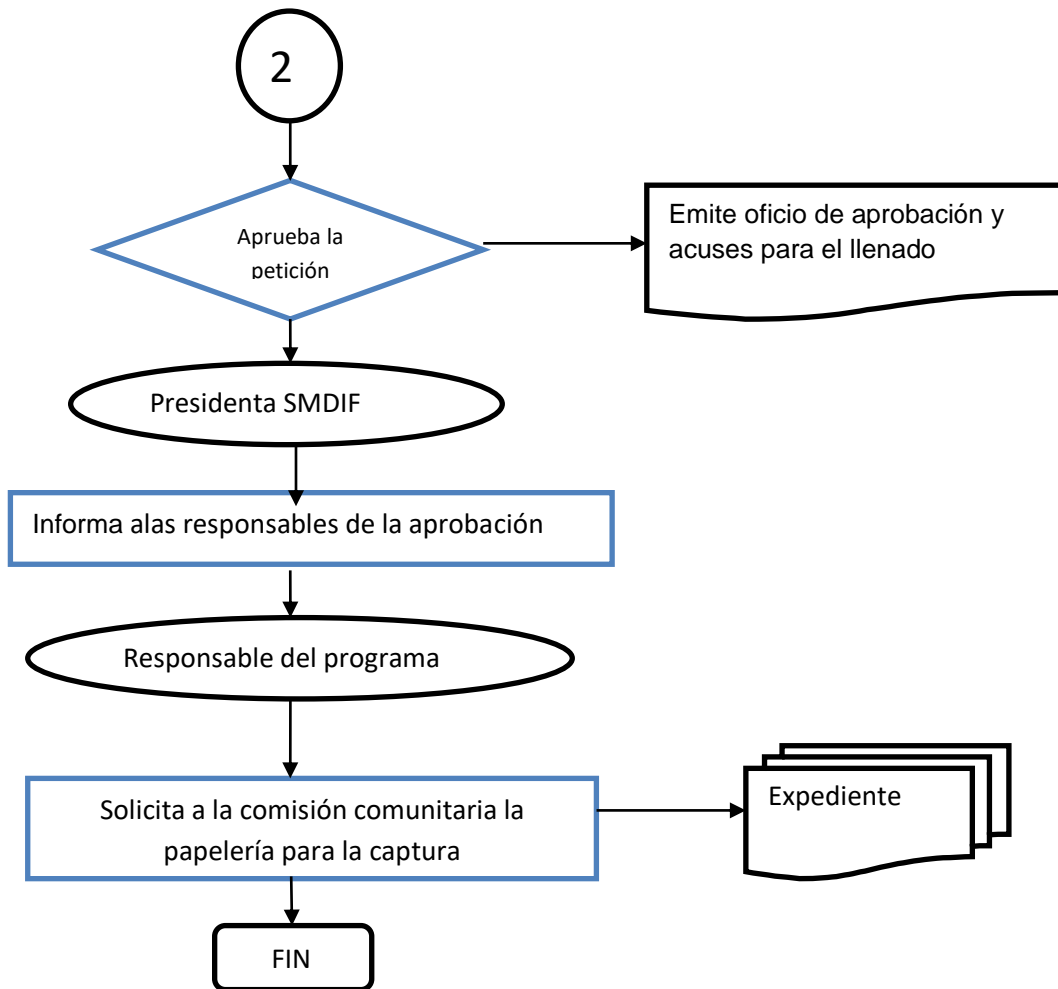 2
Aprueba la
petición
Emite oficio de aprobación y
acuses para el llenado
Presidenta SMDIF
Informa alas responsables de la aprobación
Responsable del programa
Solicita a la comisión comunitaria la
papelería para la captura
Expediente
FIN